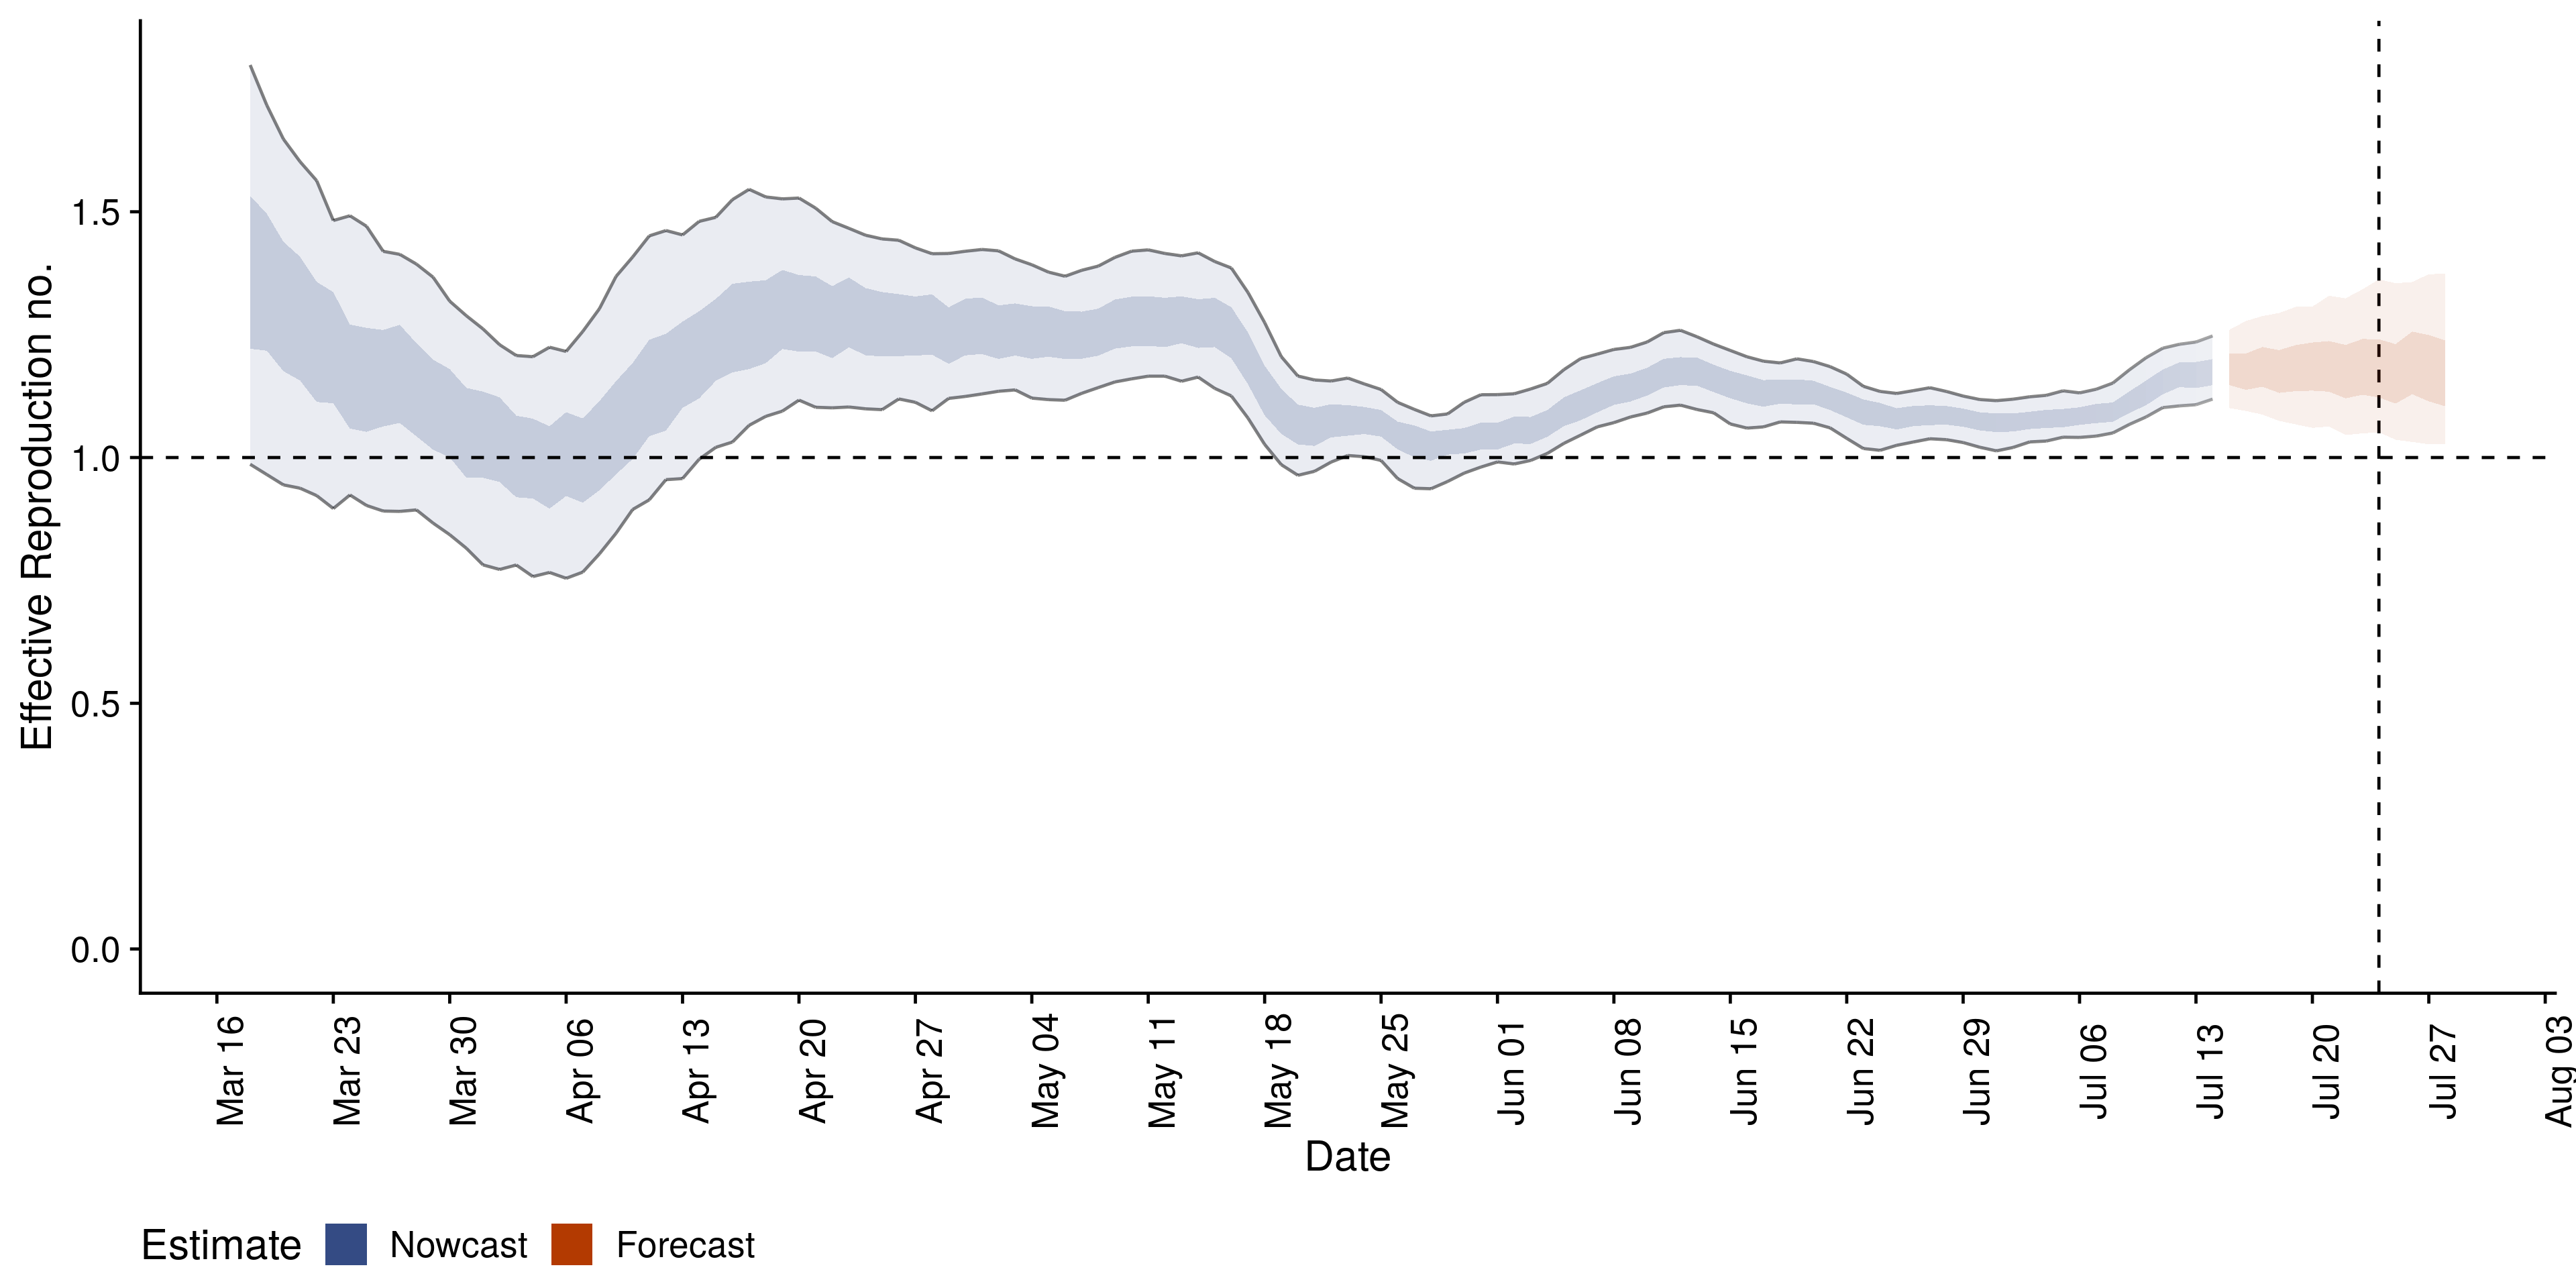 Effective Reproduction no.
1.5
1.0
0.5
0.0
Mar 16
Mar 23
Mar 30
Apr 06
Apr 13
Apr 20
Apr 27
May 04
May 11
May 18
May 25
Jun 01
Jun 08
Jun 15
Jun 22
Jun 29
Jul 06
Jul 13
Jul 20
Jul 27
Aug 03
Date
Estimate Nowcast Forecast